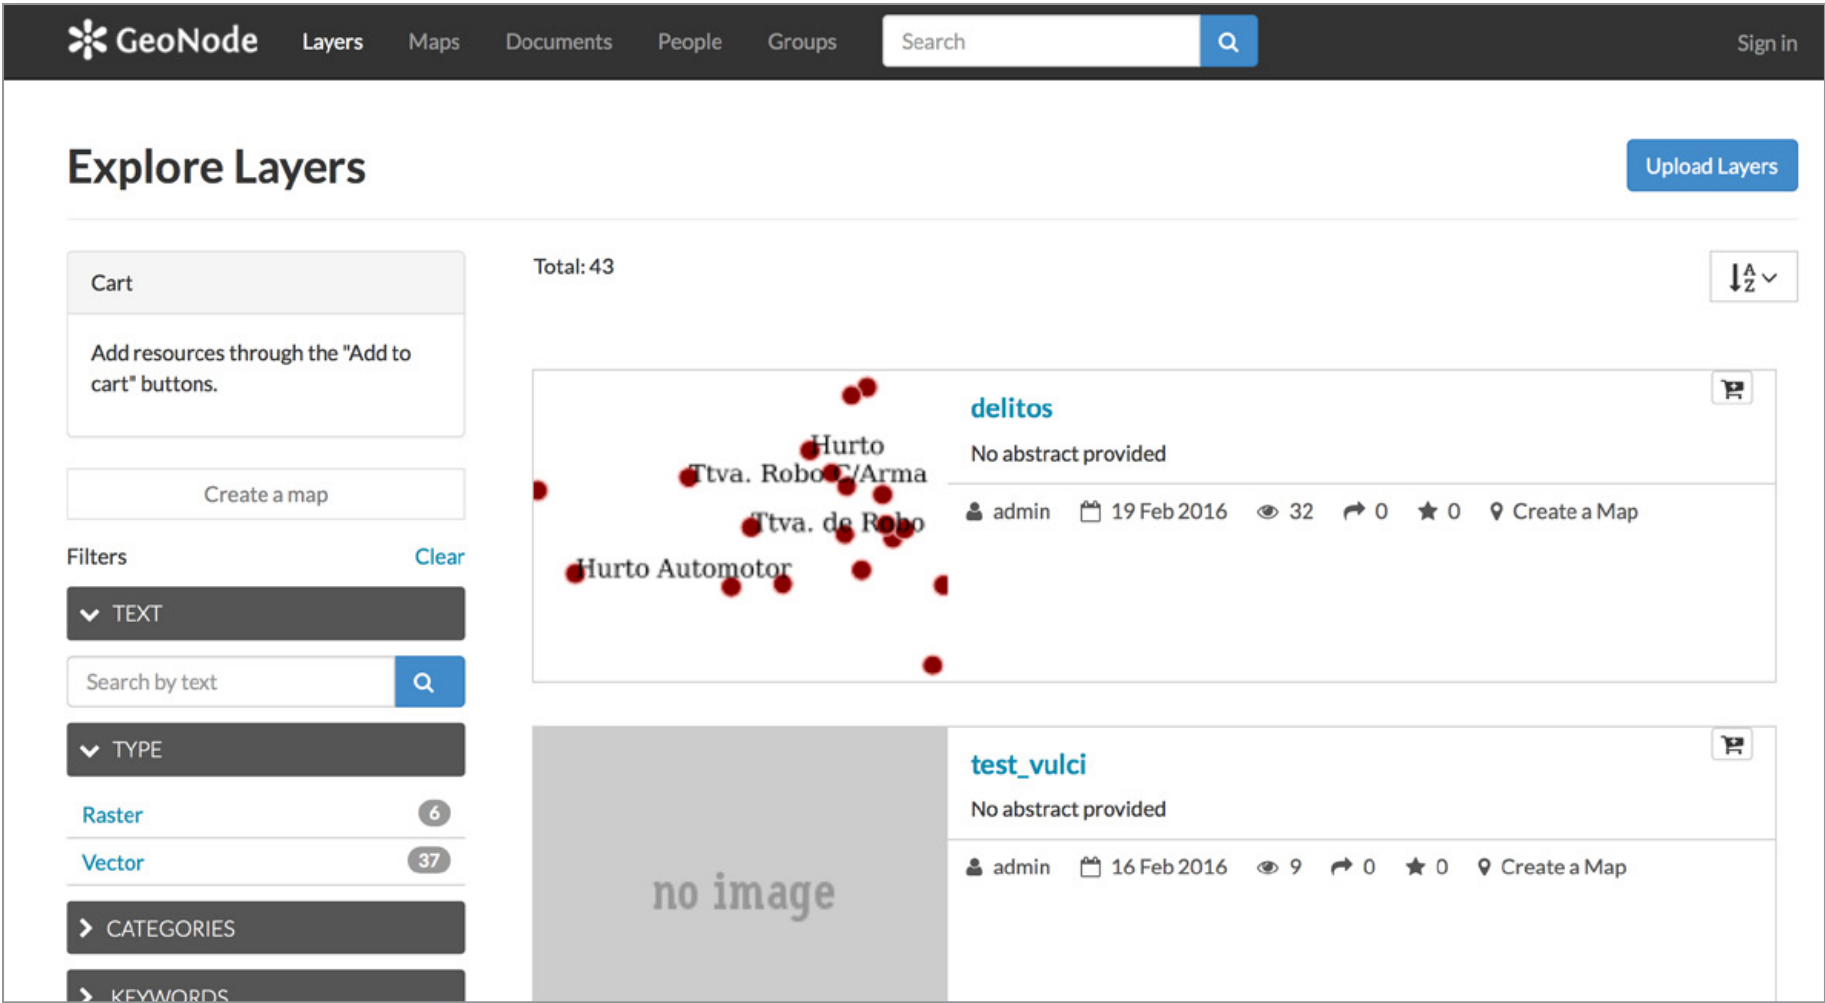 GeoNode Layers Maps Documents People Groups Search Sign in
Explore Layers
Upload Layers
Cart
Add resources through the "Add to
cart" buttons.
Create a map
Filters Clear
TEXT
Search by text
TYPE
Raster 6
Vector 37
CATEGORIES
KEYWORDS
Total: 43
A
Z
Hurto
Ttva. Robo C/Arma
Ttva. de Robo
Hurto Automotor
delitos
No abstract provided
admin 19 Feb 2016 32 0 0 Create a Map
no image
test_vulci
No abstract provided
admin 16 Feb 2016 9 0 0 Create a Map